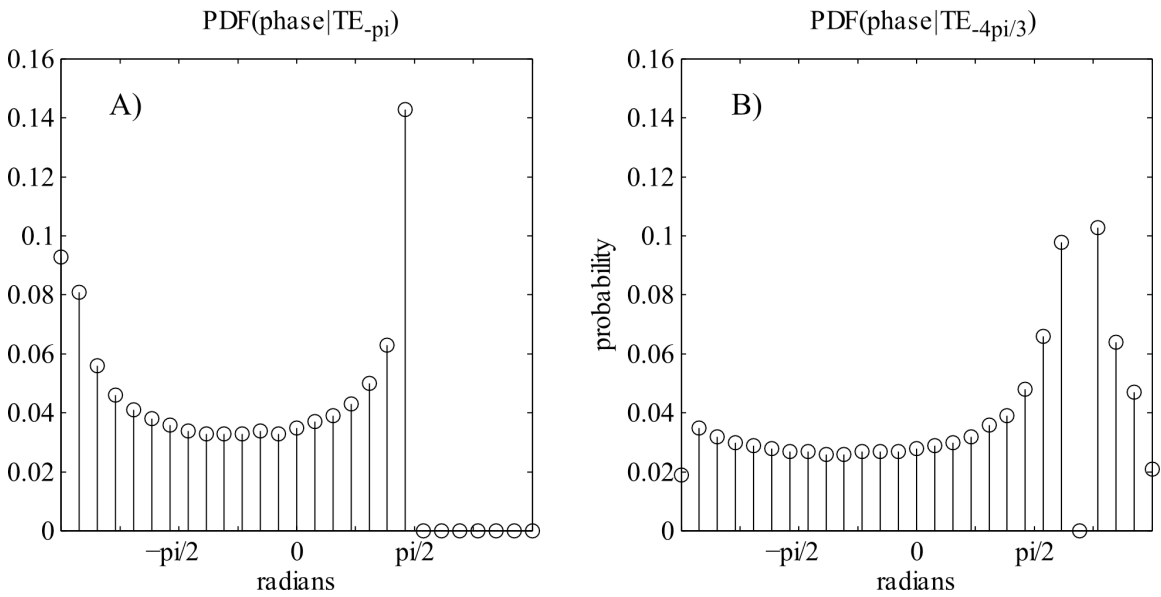 PDF(phase|TE-pi)
A)
0.16
0.14
0.12
0.1
0.08
0.06
0.04
0.02
0
−pi/2 0 pi/2
radians
PDF(phase|TE-4pi/3)
B)
probability
0.16
0.14
0.12
0.1
0.08
0.06
0.04
0.02
0
−pi/2 0 pi/2
radians